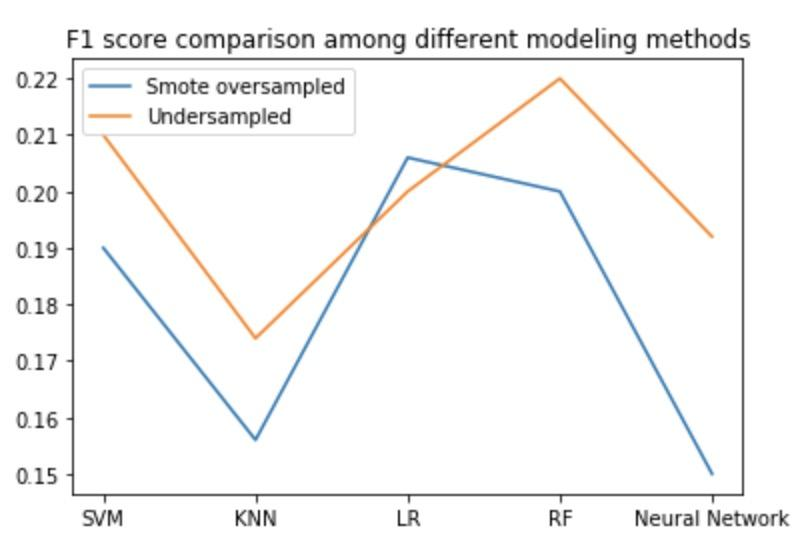 F1 score comparison among different modeling methods
Smote oversampled
Undersampled
0.22
0.21
0.20
0.19
0.18
0.17
0.16
0.15
SVM KNN LR RF Neural Network